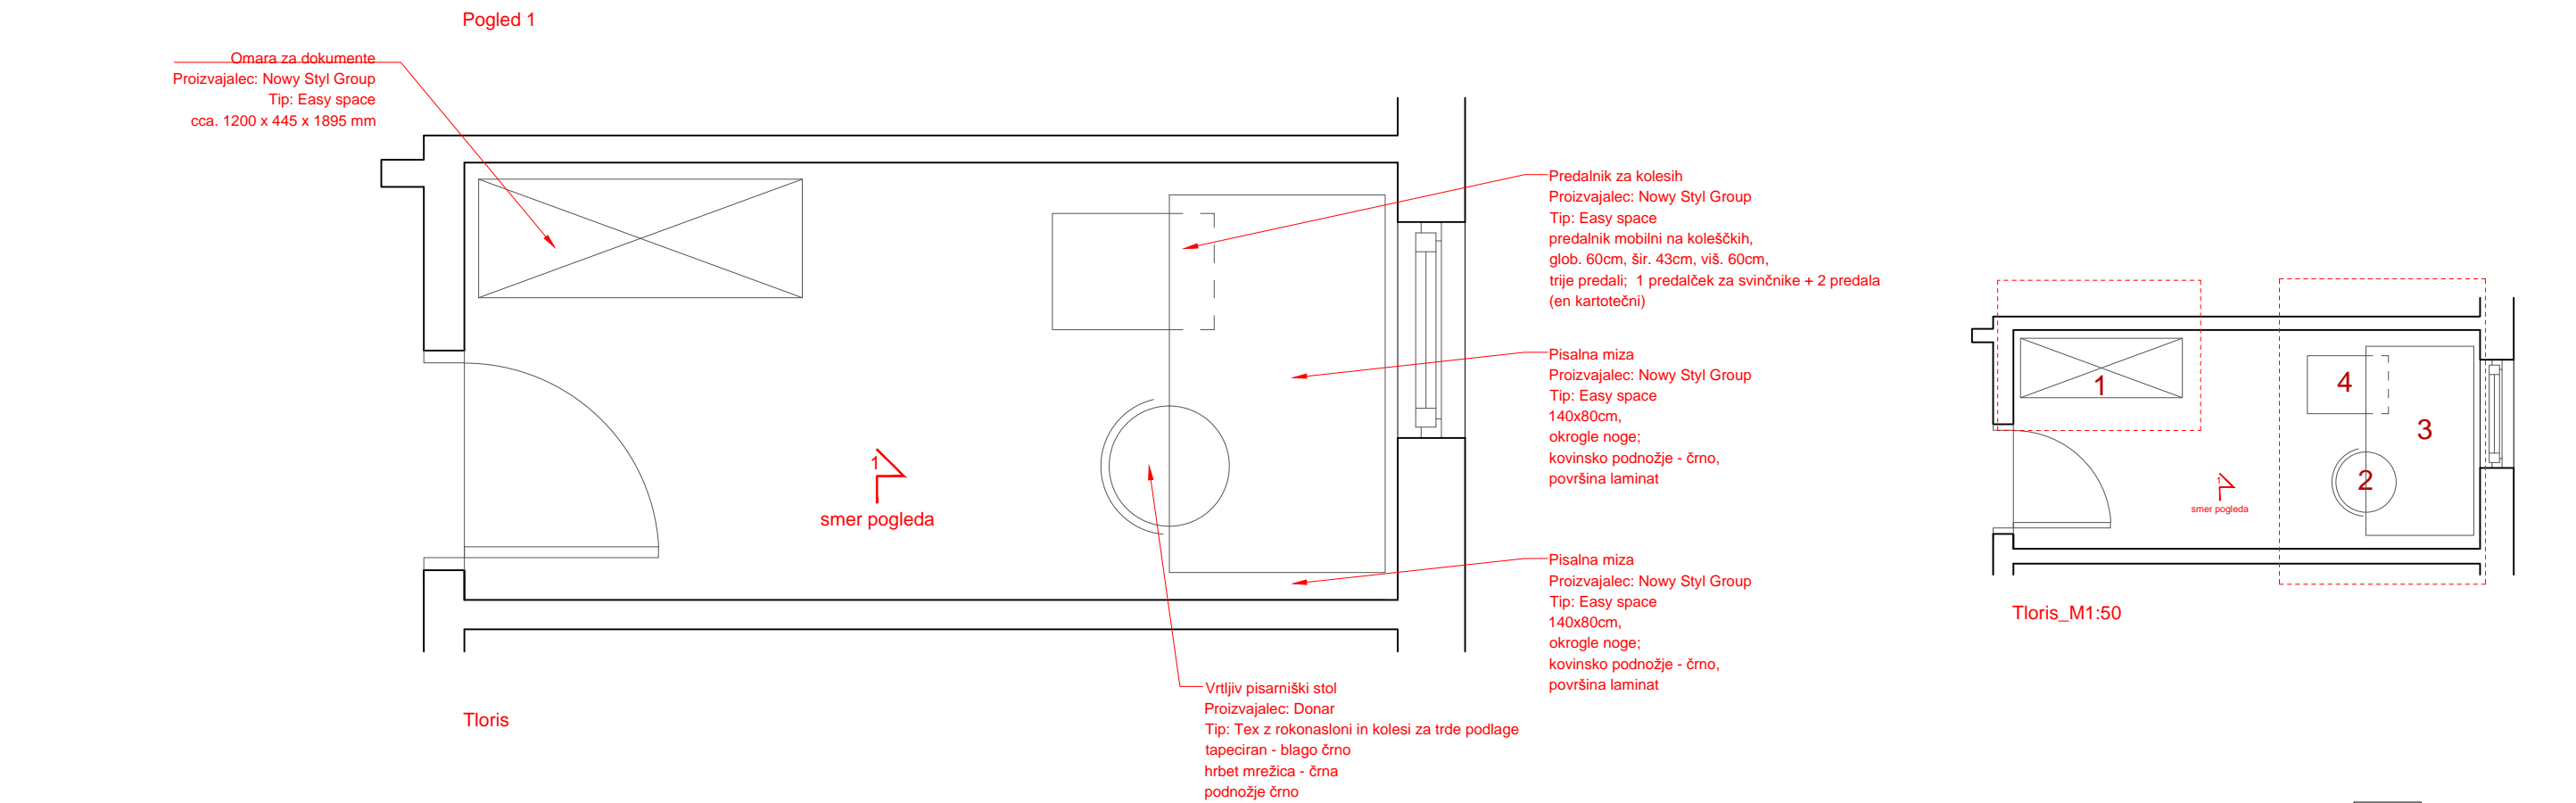 Pogled 1
Omara za dokumente
Proizvajalec: Nowy Styl Group
Tip: Easy space
cca. 1200 x 445 x 1895 mm
Predalnik za kolesih
Proizvajalec: Nowy Styl Group
Tip: Easy space
predalnik mobilni na koleščkih,
glob. 60cm, šir. 43cm, viš. 60cm,
trije predali;  1 predalček za svinčnike + 2 predala
(en kartotečni)
Pisalna miza
Proizvajalec: Nowy Styl Group
Tip: Easy space
140x80cm,
okrogle noge;
kovinsko podnožje - črno,
površina laminat
1
smer pogleda
Pisalna miza
Proizvajalec: Nowy Styl Group
Tip: Easy space
140x80cm,
okrogle noge;
kovinsko podnožje - črno,
površina laminat
Vrtljiv pisarniški stol
Proizvajalec: Donar
Tip: Tex z rokonasloni in kolesi za trde podlage
tapeciran - blago črno
hrbet mrežica - črna
podnožje črno
Tloris
1
4
3
2
1
smer pogleda
Tloris_M1:50